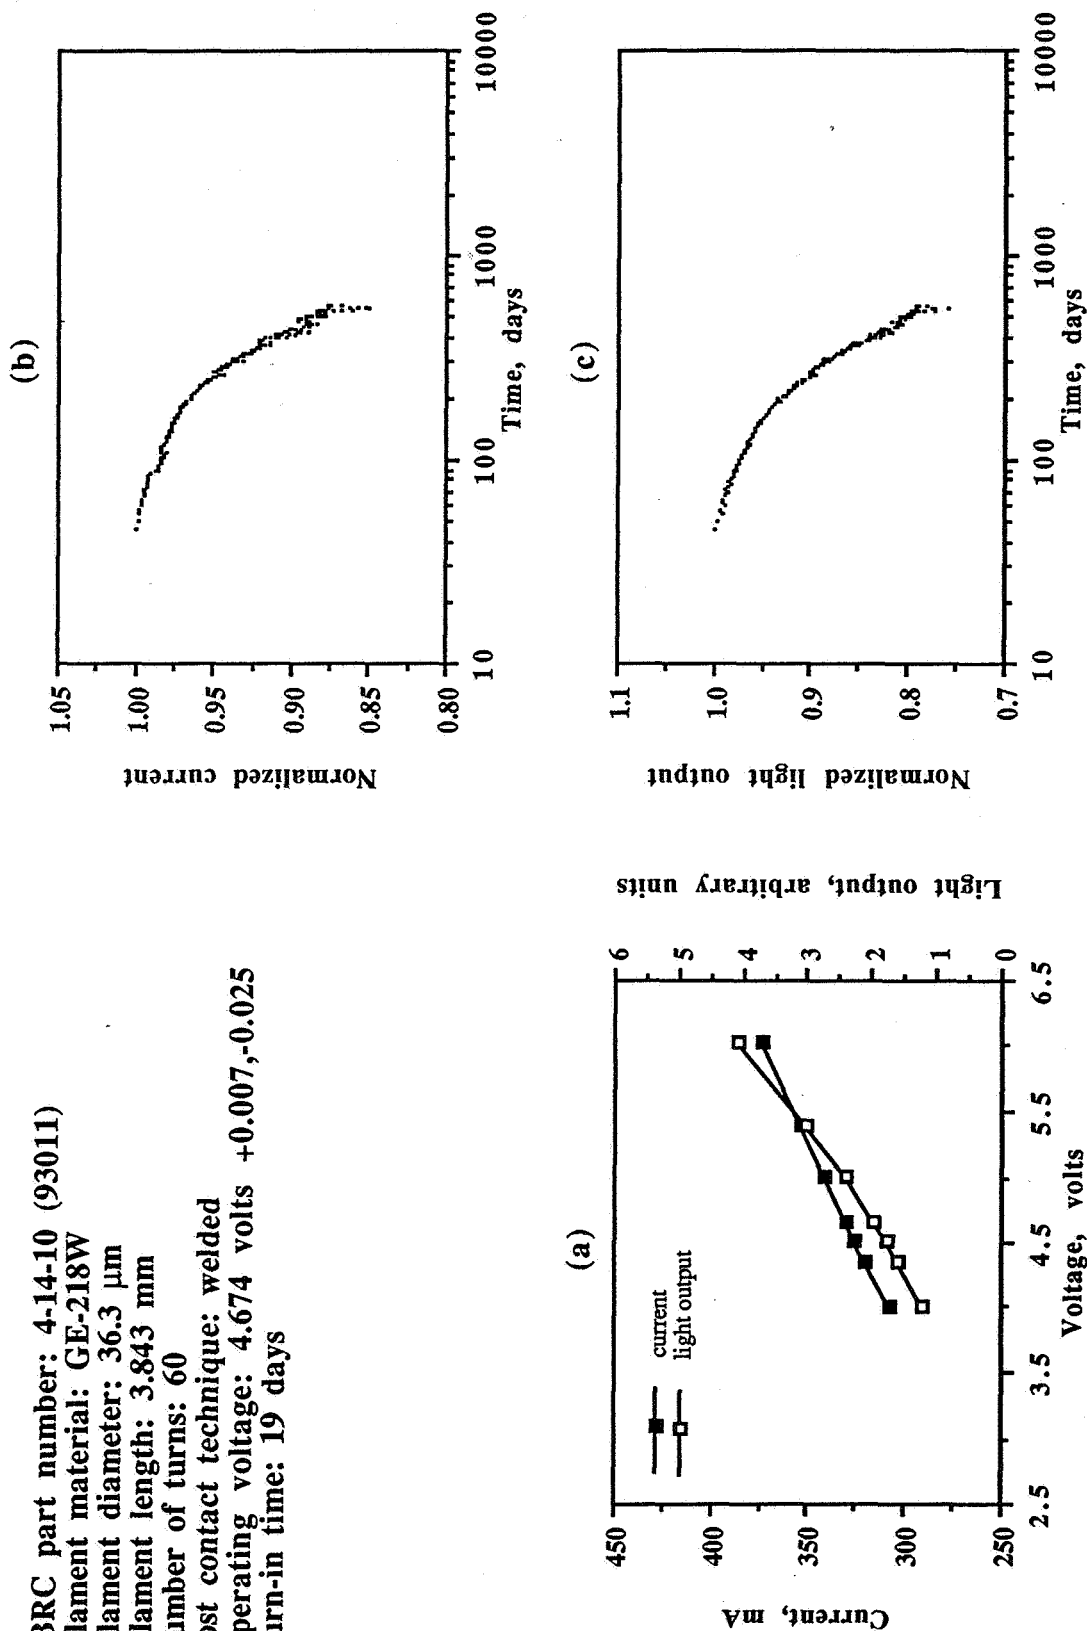 BRC part number: 4-14-10 (93011)
lament material: GE-218W
lament diameter: 36.3 µm
lament length: 3.843 mm
umber of turns: 60
ost contact technique: welded
perating voltage: 4.674 volts +0.007,-0.025
urn-in time: 19 days
(a)
current
light output
450
400
350
300
250
Current, mA
6
5
4
3
2
1
0
Light output, arbitrary units
2.5
3.5
4.5
5.5
6.5
Voltage, volts
(b)
1.05
1.00
0.95
0.90
0.85
0.80
Normalized current
10
100
1000
10000
Time, days
(c)
1.1
1.0
0.9
0.8
0.7
Normalized light output
10
100
1000
10000
Time, days